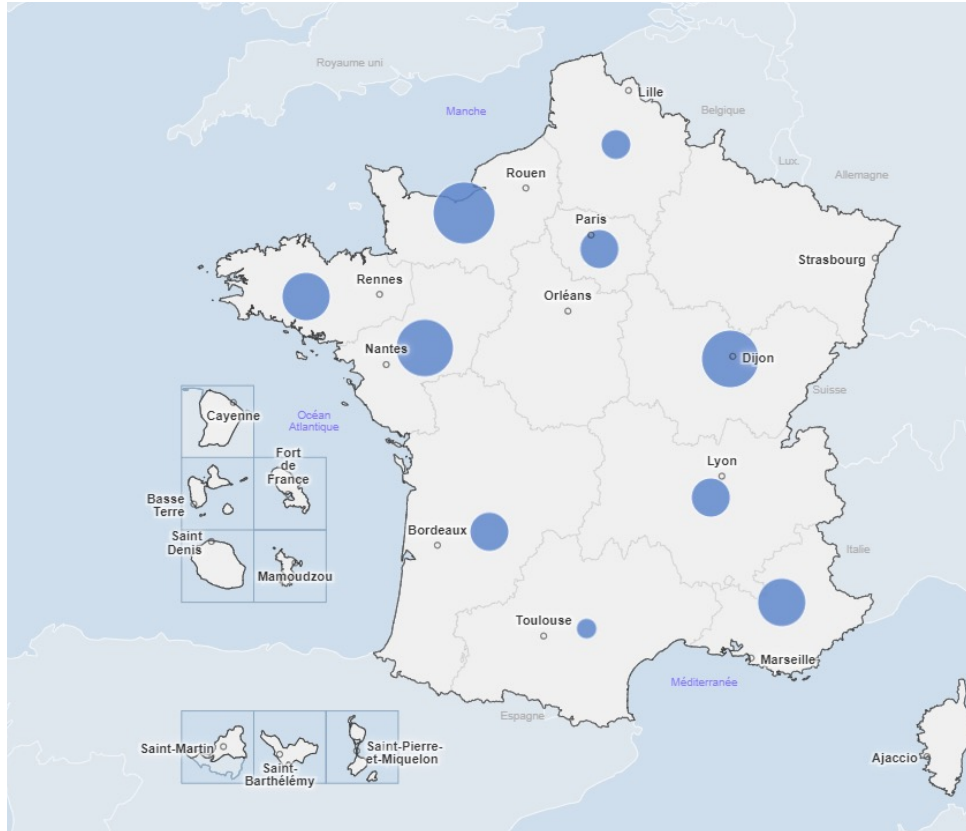 Royaume uni
Lille
Manche
Belgique
Lux.
Allemagne
Rouen
Paris
Strasbourg
Rennes
Orléans
Nantes
Dijon
Suisse
Cayenne
Océan
Atlantique
Fort
de
France
Lyon
Basse
Terre
Bordeaux
Saint
Denis
Italie
Mamoudzou
Toulouse
Marseille
Méditerranée
Espagne
Saint-Martin
Saint-
Barthélémy
Saint-Pierre-
et-Miquelon
Ajaccio